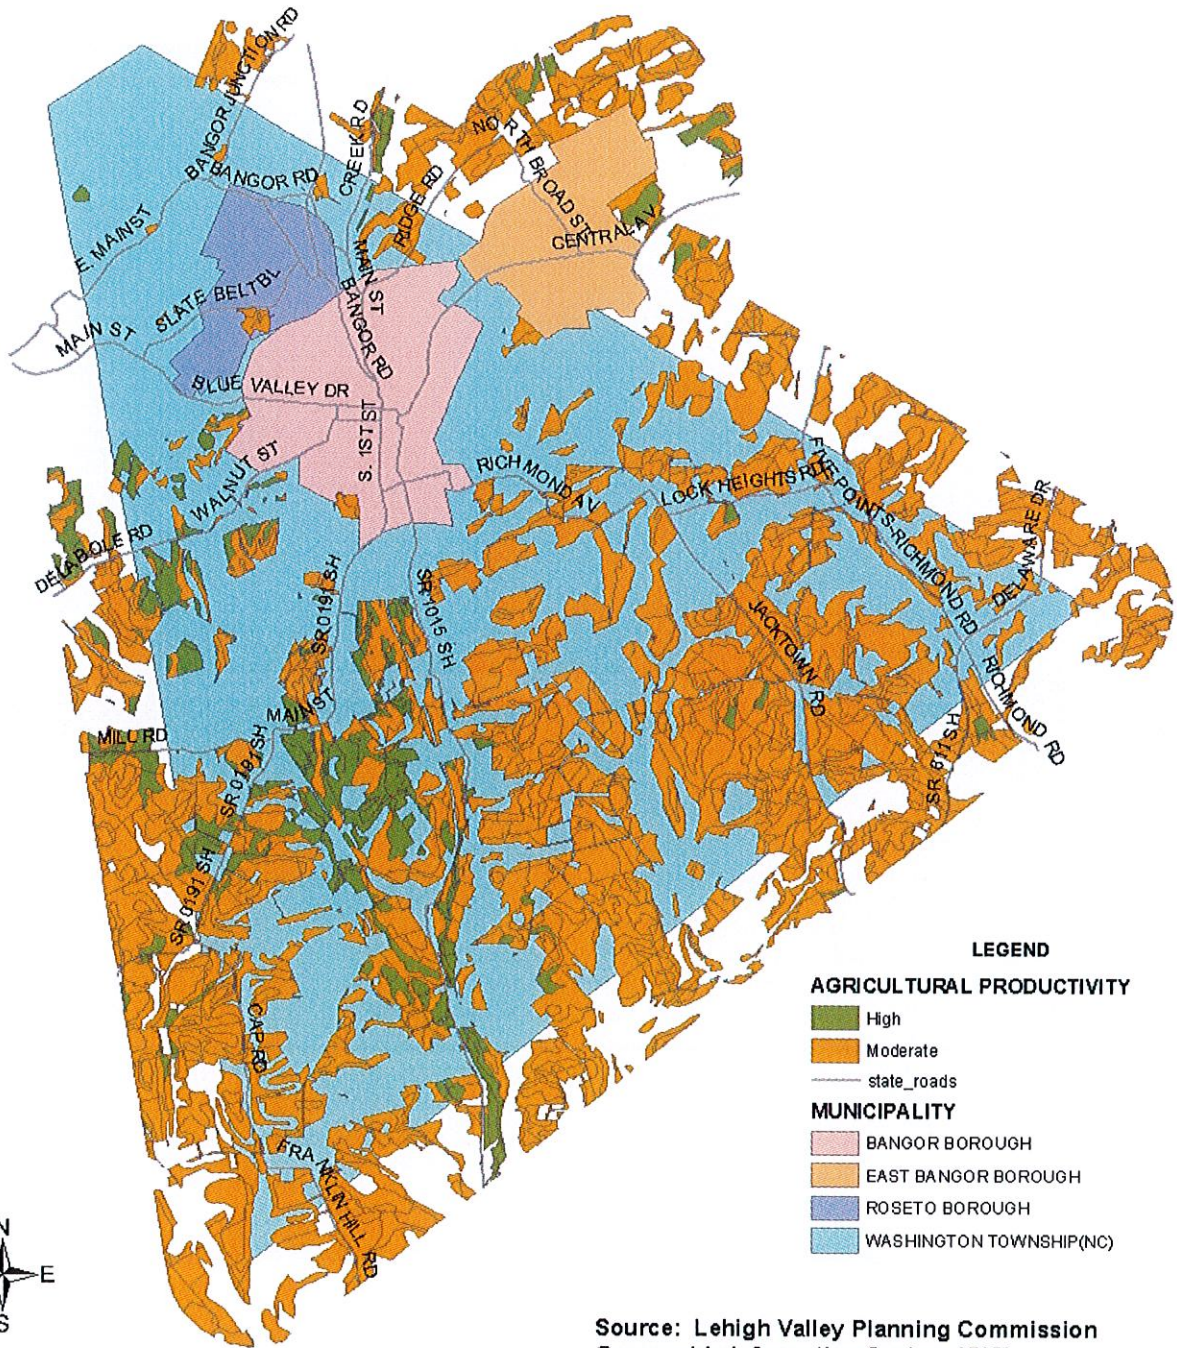 BANGOR JUNCTION RD
BANGOR RD
CREEK RD
NORTH BROAD ST
RIDGE RD
CENTRAL AV
E. MAIN ST
MAIN ST
SLATE BELT BL
MAIN ST
BANGOR RD
BLUE VALLEY DR
S. 1ST ST
WALNUT ST
RICHMOND AV
LOCK HEIGHTS RD
FIVE POINTS-RICHMOND RD
DELAWARE DR
DELABOLE RD
SR 0191 SH
SR 1015 SH
JACKTOWN RD
RICHMOND RD
MAIN ST
MILL RD
SR 0191 SH
SR 611 SH
SR 0191 SH
CAP RD
FRANKLIN HILL RD
LEGEND
AGRICULTURAL PRODUCTIVITY
High
Moderate
state_roads
MUNICIPALITY
BANGOR BOROUGH
EAST BANGOR BOROUGH
ROSETO BOROUGH
WASHINGTON TOWNSHIP(NC)
N
E
S
Source: Lehigh Valley Planning Commission